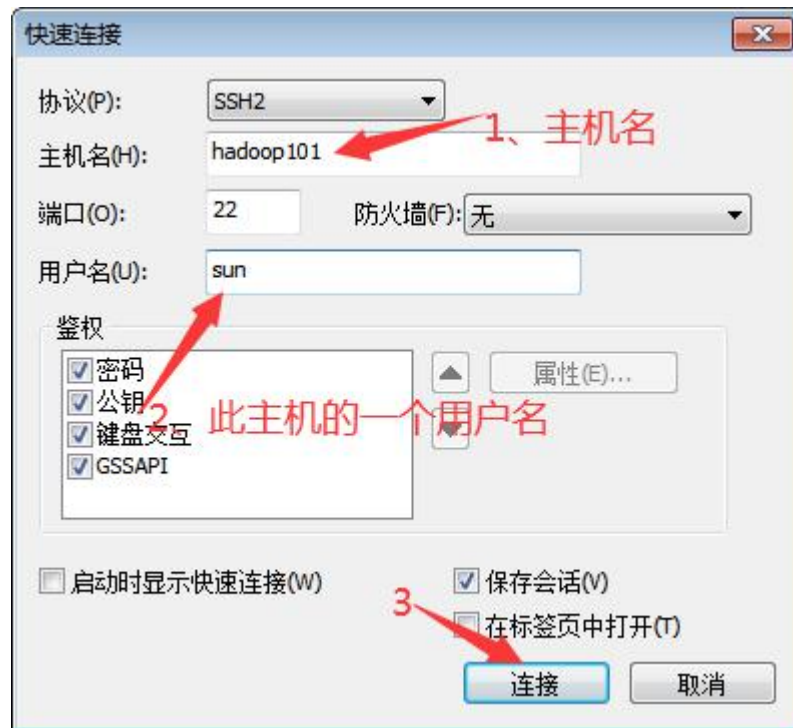 快速连接
协议(P): SSH2
1、主机名
主机名(H): hadoop101
端口(O): 22 防火墙(F): 无
用户名(U): sun
鉴权
密码
属性(E)...
公钥
2、此主机的一个用户名
键盘交互
GSSAPI
启动时显示快速连接(W) 保存会话(V)
3
在标签页中打开(T)
连接 取消